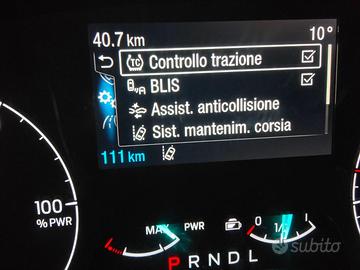 40.7 km 10°
TC Controllo trazione
BLIS
Assist. anticollisione
Sist. mantenim. corsia
111 km
100
% PWR
MAX PWR
0 1/2 1
P R N D L
subito